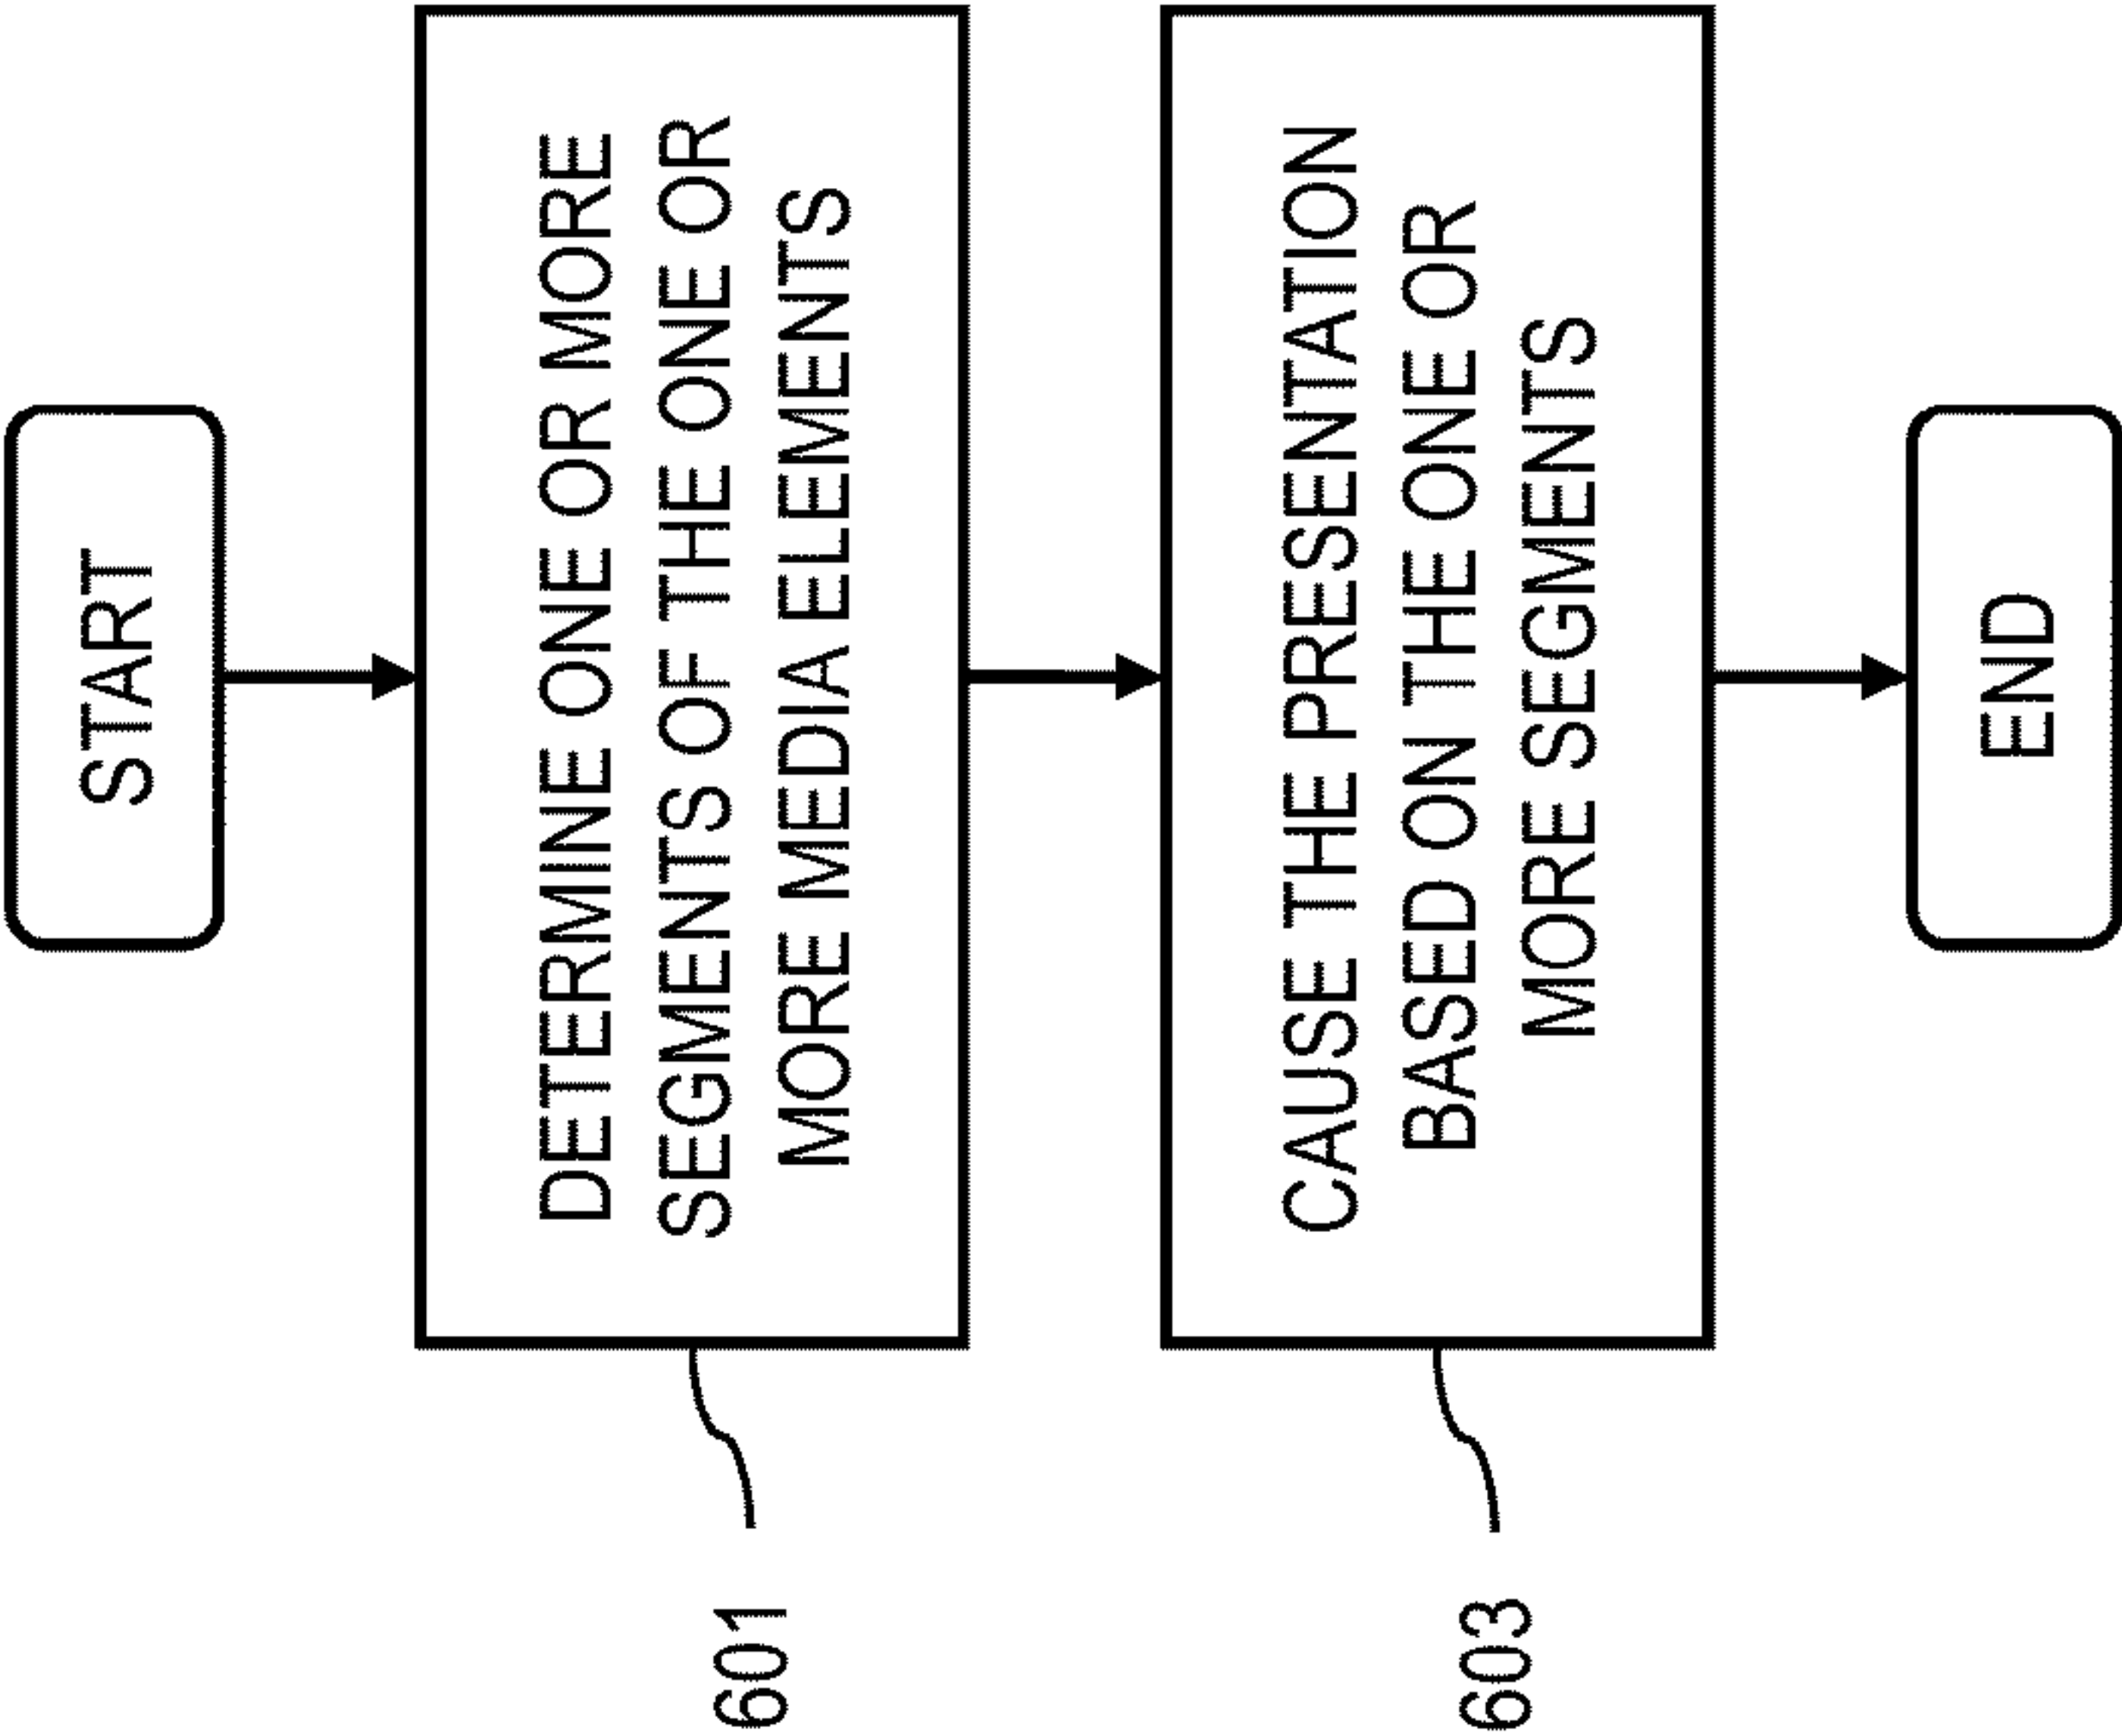 START
601
DETERMINE ONE OR MORE
SEGMENTS OF THE ONE OR
MORE MEDIA ELEMENTS
603
CAUSE THE PRESENTATION
BASED ON THE ONE OR
MORE SEGMENTS
END